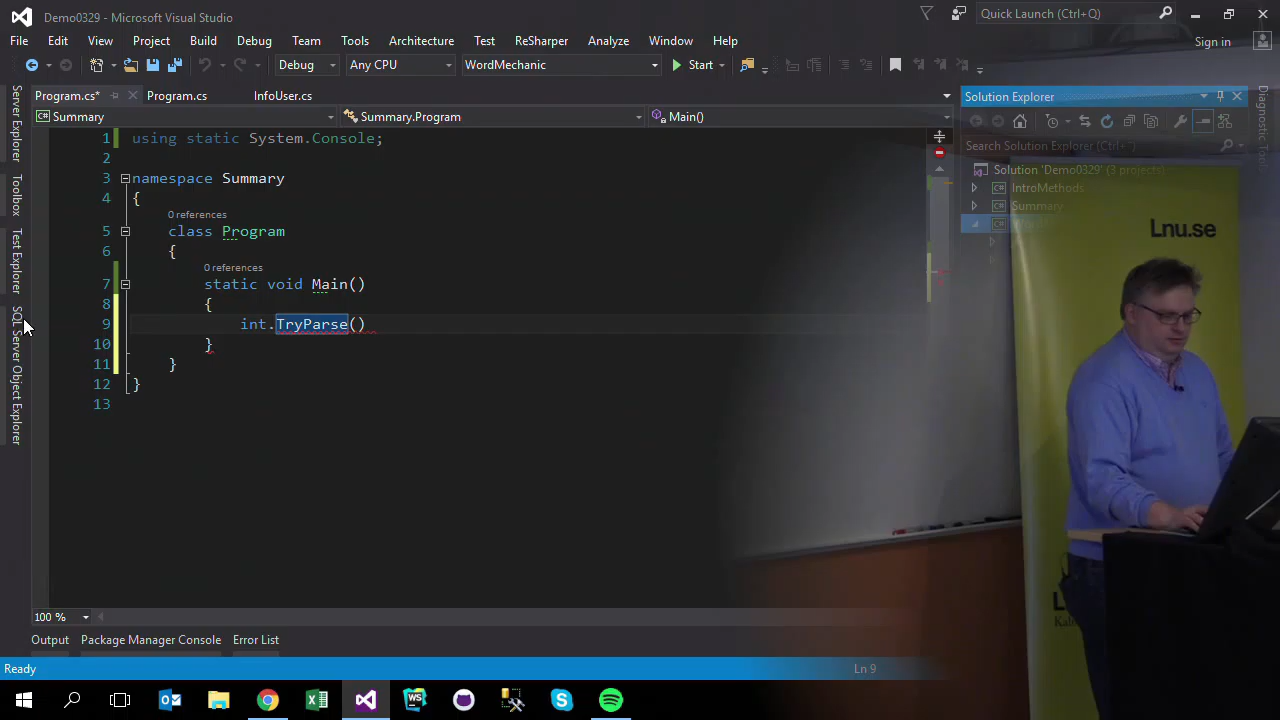 Demo0329 - Microsoft Visual Studio
Quick Launch (Ctrl+Q)
File Edit View Project Build Debug Team Tools Architecture Test ReSharper Analyze Window Help
Sign in
Debug Any CPU WordMechanic Start
Program.cs* Program.cs InfoUser.cs
Summary Summary.Program Main()
1 using static System.Console;
2
3 namespace Summary
4 {
0 references
5 class Program
6 {
0 references
7 static void Main()
8 {
9 int.TryParse()
10 }
11 }
12 }
13
100 %
Output Package Manager Console Error List
Ready
Ln 9
Server Explorer
Toolbox
Test Explorer
SQL Server Object Explorer
Solution Explorer
Search Solution Explorer (Ctrl+¨)
Solution 'Demo0329' (3 projects)
IntroMethods
Summary
Diagnostic Tools
Lnu.se